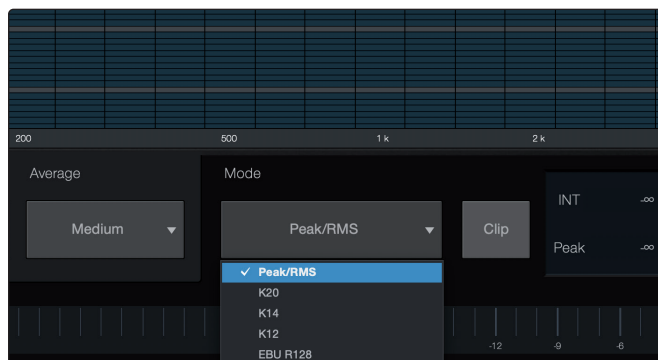 200 500 1 k 2 k
Average Mode
INT -∞
Medium Peak/RMS Clip
Peak -∞
Peak/RMS
K20
K14
K12
-12 -9 -6
EBU R128